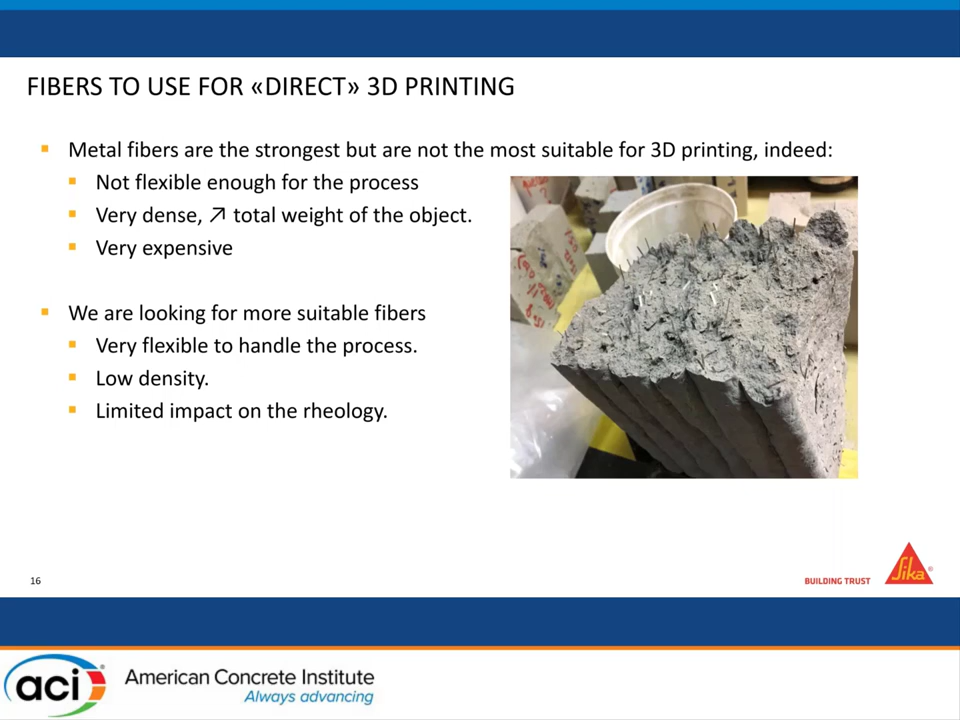 FIBERS TO USE FOR «DIRECT» 3D PRINTING
Metal fibers are the strongest but are not the most suitable for 3D printing, indeed:
Not flexible enough for the process
Very dense, ↗ total weight of the object.
Very expensive
We are looking for more suitable fibers
Very flexible to handle the process.
Low density.
Limited impact on the rheology.
16
BUILDING TRUST
Sika®
aci®
American Concrete Institute
Always advancing